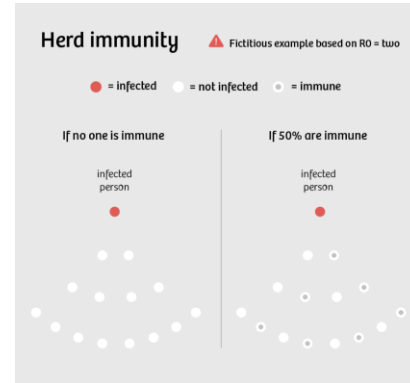 Herd immunity
Fictitious example based on R0 = two
= infected = not infected = immune
If no one is immune
infected
person
If 50% are immune
infected
person